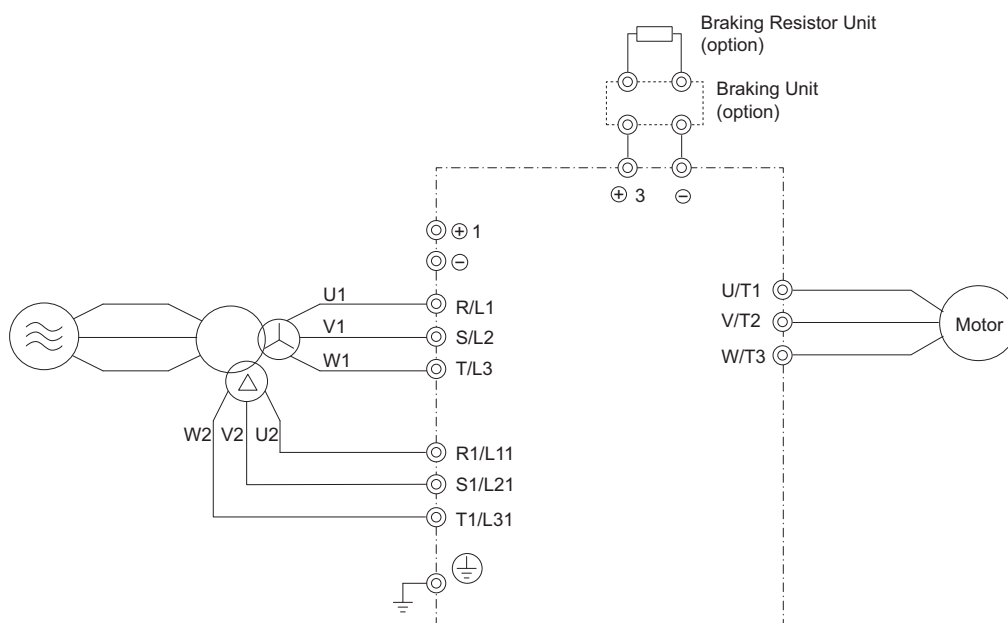 Braking Resistor Unit
(option)
Braking Unit
(option)
⊕ 3
⊖
⊕ 1
⊖
U1
R/L1
V1
S/L2
W1
T/L3
U/T1
V/T2
W/T3
Motor
W2
V2
U2
R1/L11
S1/L21
T1/L31